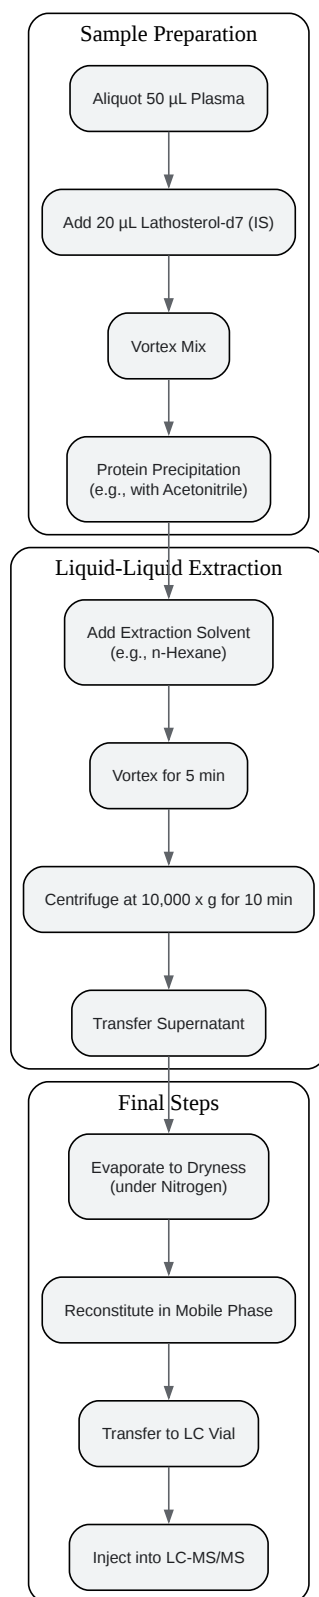 Sample Preparation
Aliquot 50 µL Plasma
Add 20 µL Lathosterol-d7 (IS)
Vortex Mix
Protein Precipitation
(e.g., with Acetonitrile)
Liquid-Liquid Extraction
Add Extraction Solvent
(e.g., n-Hexane)
Vortex for 5 min
Centrifuge at 10,000 x g for 10 min
Transfer Supernatant
Final Steps
Evaporate to Dryness
(under Nitrogen)
Reconstitute in Mobile Phase
Transfer to LC Vial
Inject into LC-MS/MS